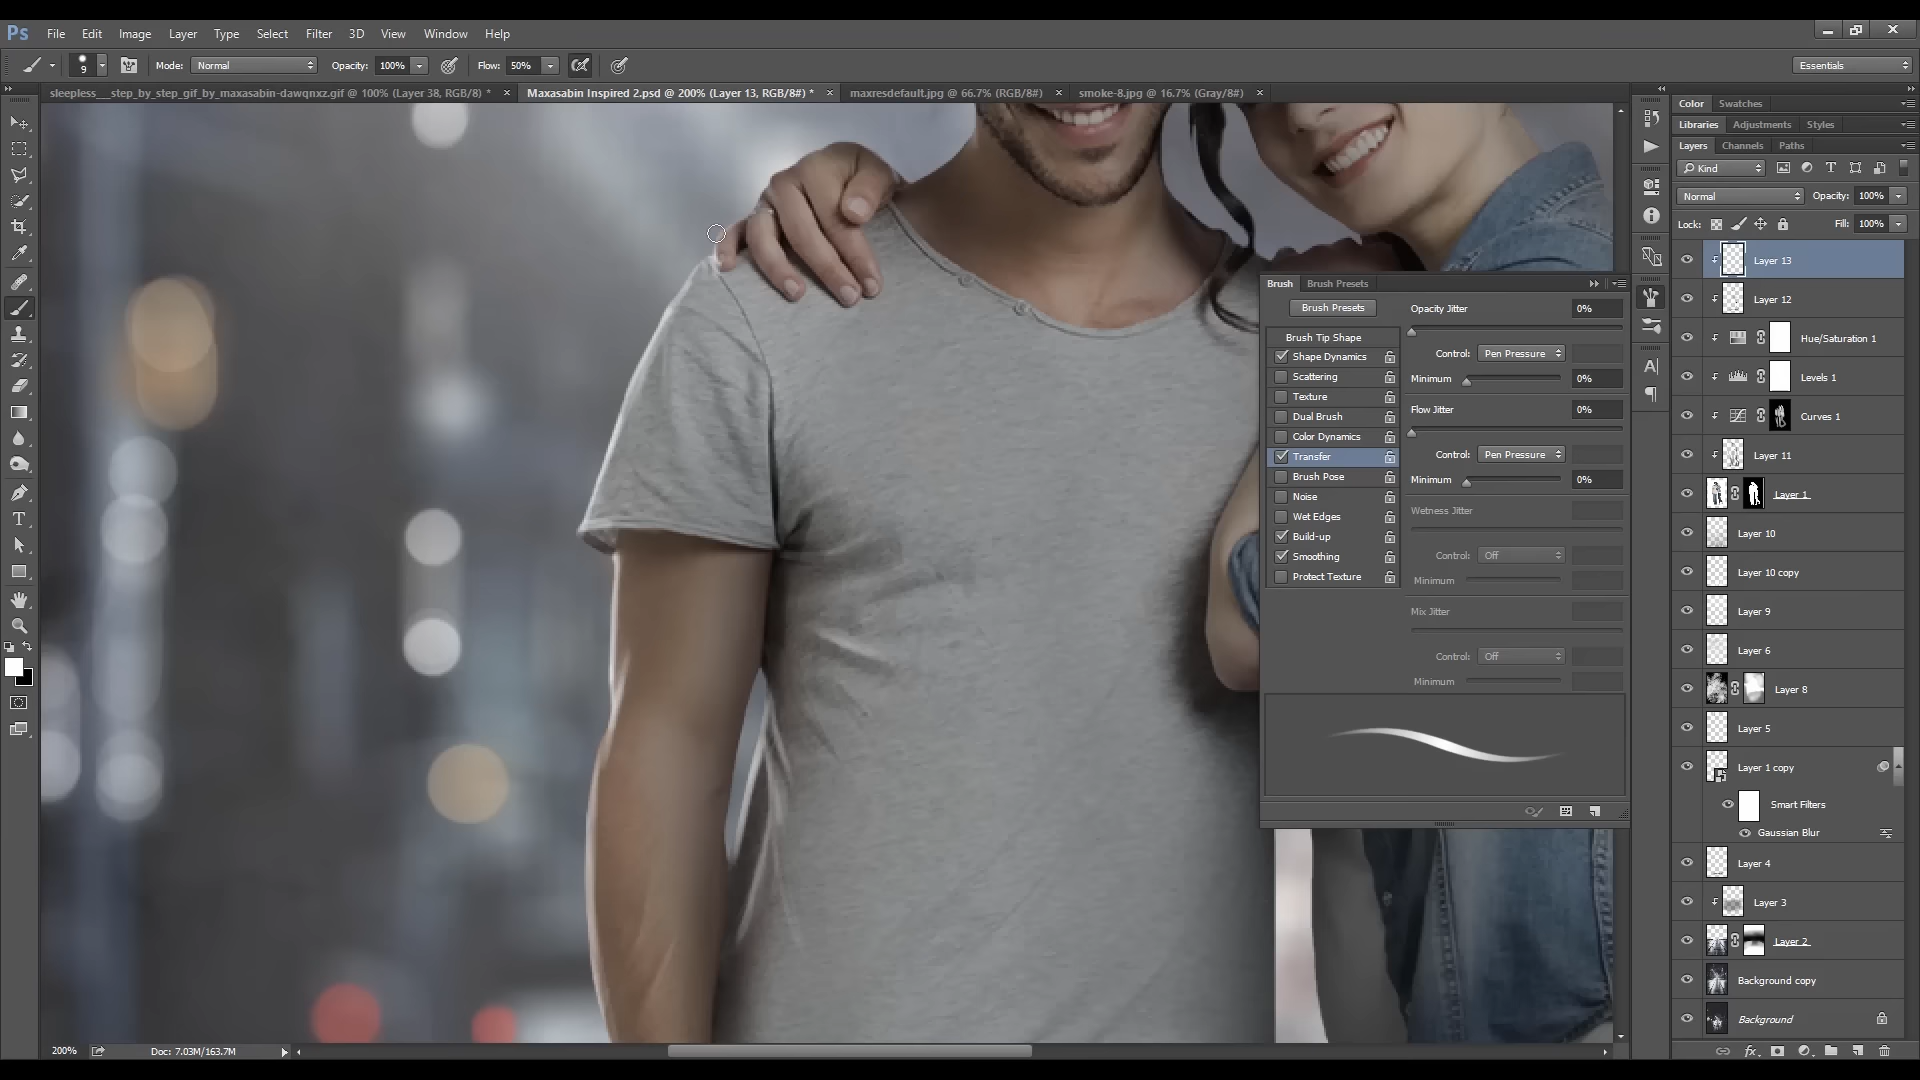 Ps File Edit Image Layer Type Select Filter 3D View Window Help
9 Mode: Normal Opacity: 100% Flow: 50% Essentials
sleepless___step_by_step_gif_by_maxasabin-dawqnxz.gif @ 100% (Layer 38, RGB/8) * × Maxasabin Inspired 2.psd @ 200% (Layer 13, RGB/8#) * × maxresdefault.jpg @ 66.7% (RGB/8#) × smoke-8.jpg @ 16.7% (Gray/8#) ×
Color Swatches
Libraries Adjustments Styles
Layers Channels Paths
Kind
Normal Opacity: 100%
Lock: Fill: 100%
Layer 13
Layer 12
Hue/Saturation 1
Levels 1
Curves 1
Layer 11
Layer 1
Layer 10
Layer 10 copy
Layer 9
Layer 6
Layer 8
Layer 5
Layer 1 copy
Smart Filters
Gaussian Blur
Layer 4
Layer 3
Layer 2
Background copy
Background
fx
Brush Brush Presets
Brush Presets
Brush Tip Shape
Shape Dynamics
Scattering
Texture
Dual Brush
Color Dynamics
Transfer
Brush Pose
Noise
Wet Edges
Build-up
Smoothing
Protect Texture
Opacity Jitter 0%
Control: Pen Pressure
Minimum 0%
Flow Jitter 0%
Control: Pen Pressure
Minimum 0%
Wetness Jitter
Control: Off
Minimum
Mix Jitter
Control: Off
Minimum
200% Doc: 7.03M/163.7M